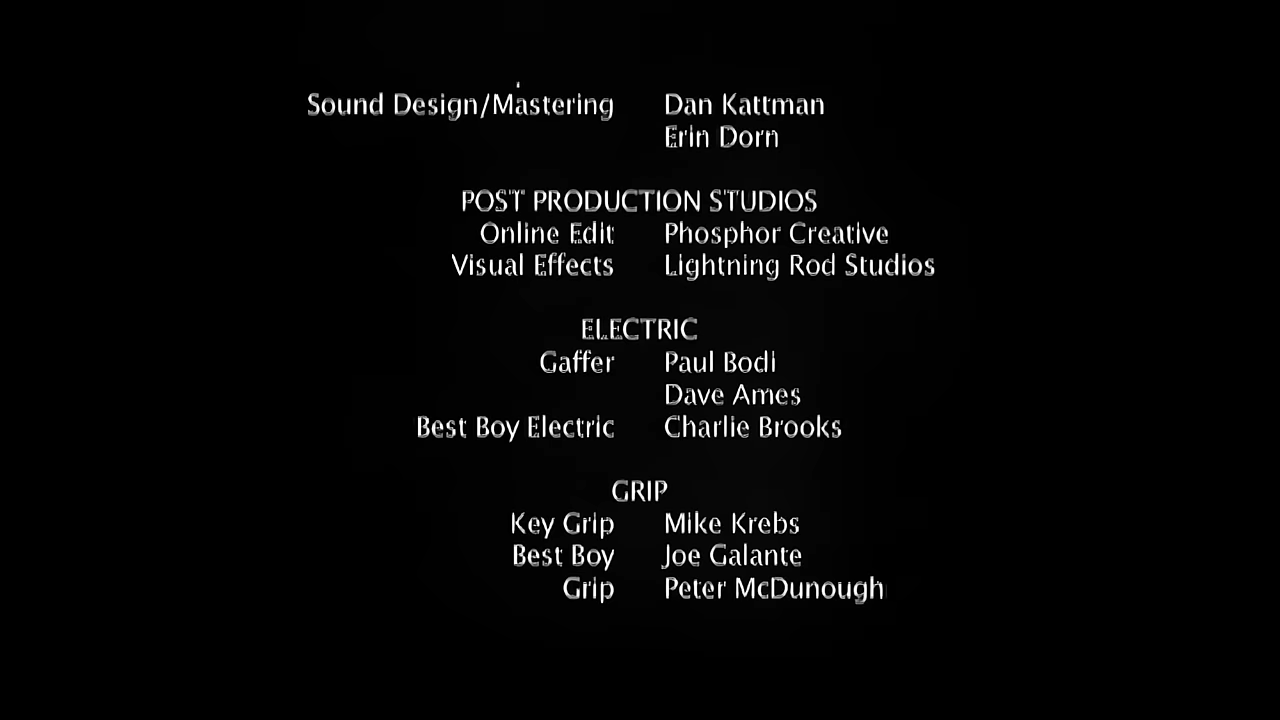 Sound Design/Mastering Dan Kattman
Erin Dorn
POST PRODUCTION STUDIOS
Online Edit Phosphor Creative
Visual Effects Lightning Rod Studios
ELECTRIC
Gaffer Paul Bodi
Dave Ames
Best Boy Electric Charlie Brooks
GRIP
Key Grip Mike Krebs
Best Boy Joe Galante
Grip Peter McDunough